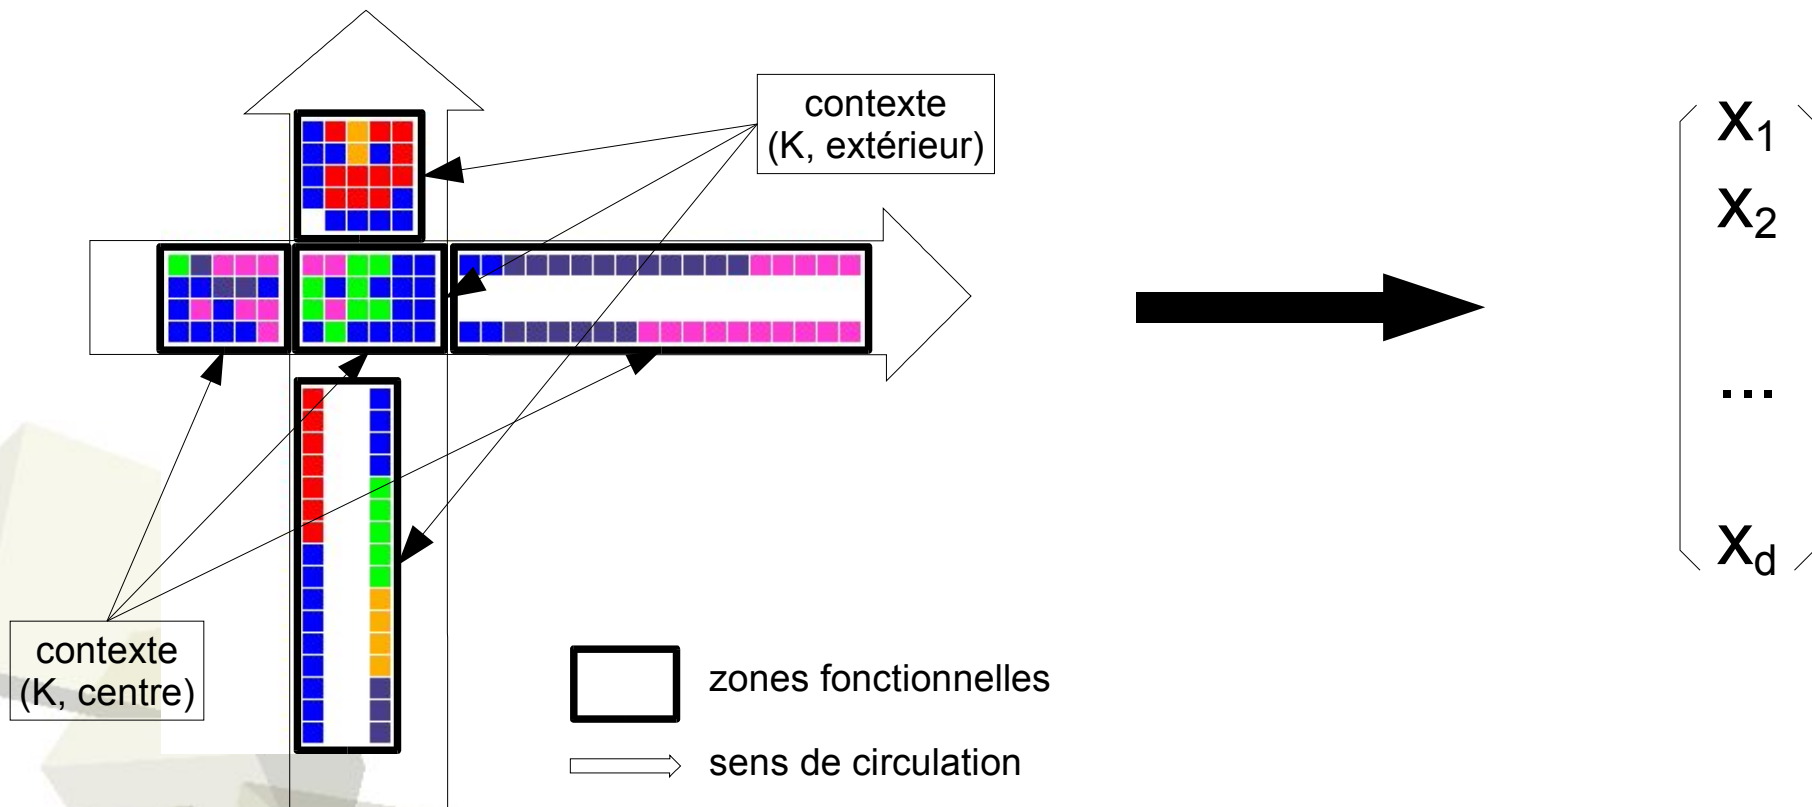 contexte
(K, extérieur)
x1
x2
...
xd
contexte
(K, centre)
zones fonctionnelles
sens de circulation